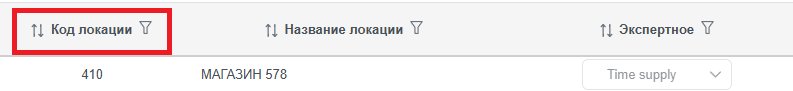 Код локации Название локации Экспертное
410 МАГАЗИН 578 Time supply